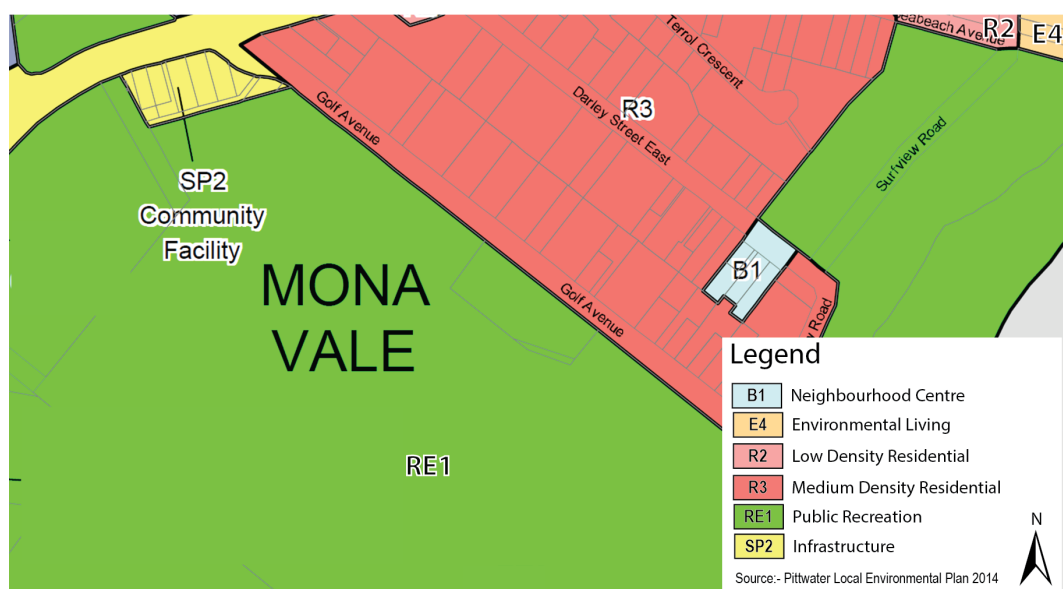 eabeach Avenue
R2
E4
Terrol Crescent
Golf Avenue
R3
Darley Street East
Surfview Road
SP2
Community
Facility
B1
MONA
VALE
Golf Avenue
Road
RE1
Legend
B1 Neighbourhood Centre
E4 Environmental Living
R2 Low Density Residential
R3 Medium Density Residential
RE1 Public Recreation
SP2 Infrastructure
N
Source:- Pittwater Local Environmental Plan 2014